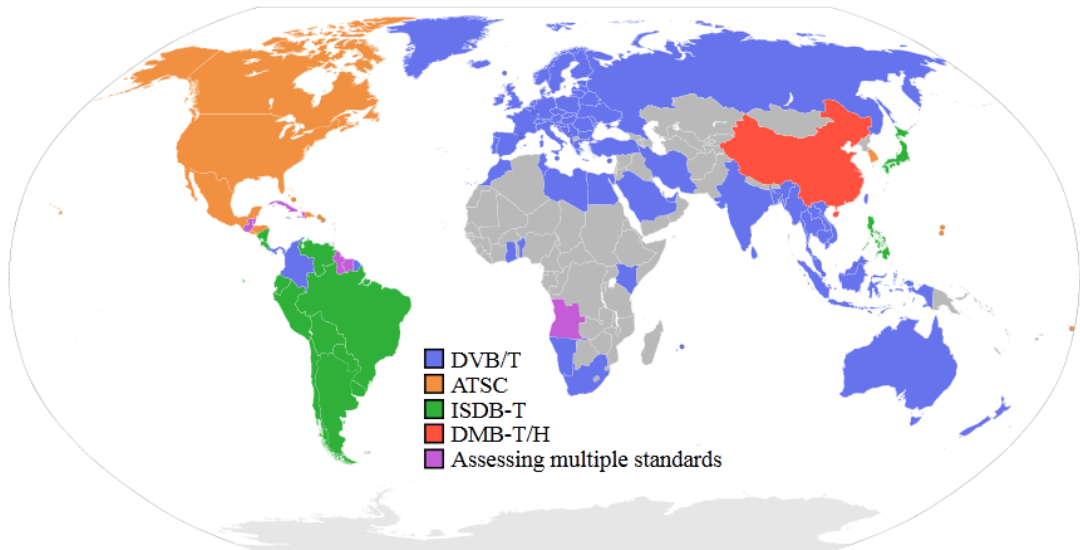 DVB/T
ATSC
ISDB-T
DMB-T/H
Assessing multiple standards